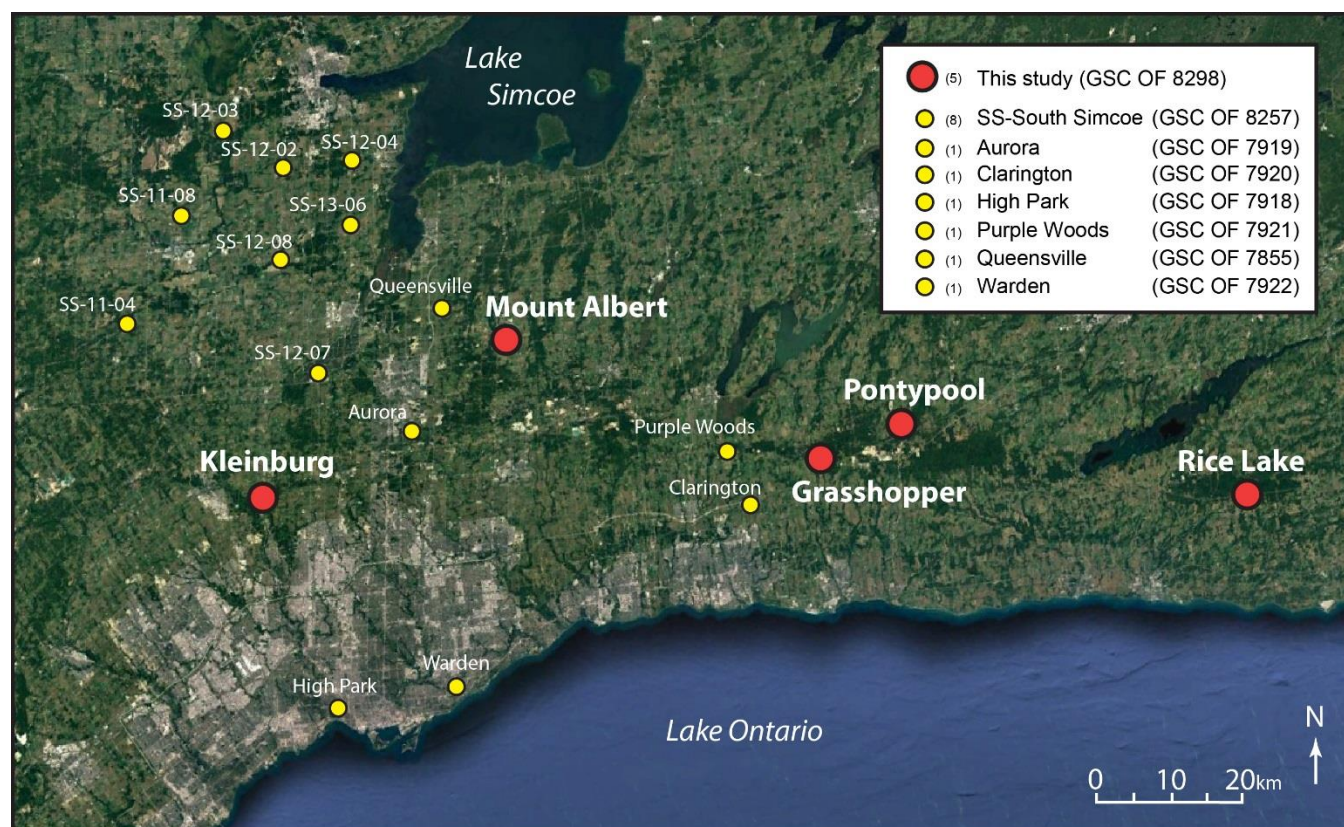 Lake
Simcoe
(5) This study (GSC OF 8298)
(8) SS-South Simcoe (GSC OF 8257)
(1) Aurora (GSC OF 7919)
(1) Clarington (GSC OF 7920)
(1) High Park (GSC OF 7918)
(1) Purple Woods (GSC OF 7921)
(1) Queensville (GSC OF 7855)
(1) Warden (GSC OF 7922)
SS-12-03
SS-12-02
SS-12-04
SS-11-08
SS-13-06
SS-12-08
Queensville
SS-11-04
Mount Albert
SS-12-07
Pontypool
Aurora
Purple Woods
Kleinburg
Rice Lake
Clarington
Grasshopper
Warden
High Park
Lake Ontario
N
0 10 20km